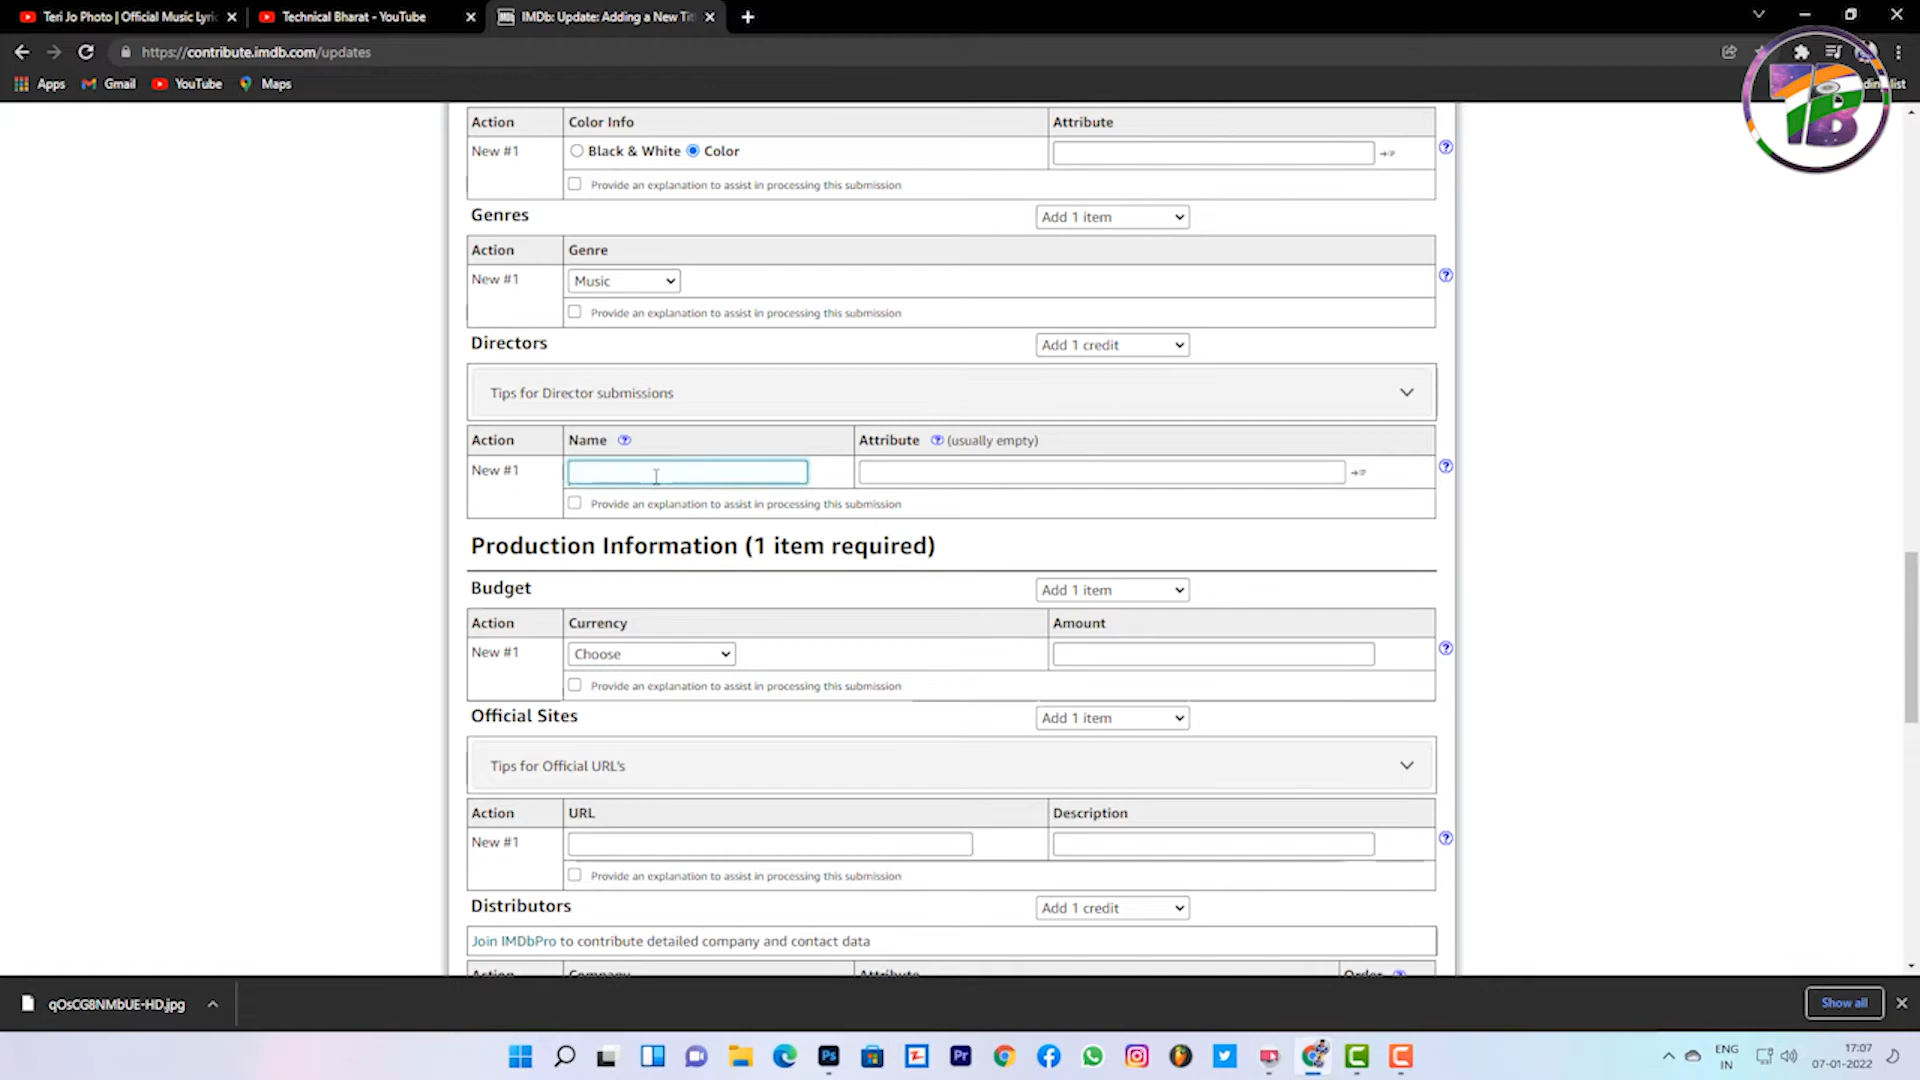 Teri Jo Photo | Official Music Lyri
Technical Bharat - YouTube
IMDb: Update: Adding a New Tit
https://contribute.imdb.com/updates
Apps
Gmail
YouTube
Maps
Action
Color Info
Attribute
New #1
Black & White
Color
Provide an explanation to assist in processing this submission
Genres
Add 1 item
Action
Genre
New #1
Music
Provide an explanation to assist in processing this submission
Directors
Add 1 credit
Tips for Director submissions
Action
Name
Attribute
(usually empty)
New #1
Provide an explanation to assist in processing this submission
Production Information (1 item required)
Budget
Add 1 item
Action
Currency
Amount
New #1
Choose
Provide an explanation to assist in processing this submission
Official Sites
Add 1 item
Tips for Official URL's
Action
URL
Description
New #1
Provide an explanation to assist in processing this submission
Distributors
Add 1 credit
Join IMDbPro to contribute detailed company and contact data
Action
Company
Attribute
Order
qOsCG8NMbUE-HD.jpg
Show all
ENG
IN
17:07
07-01-2022